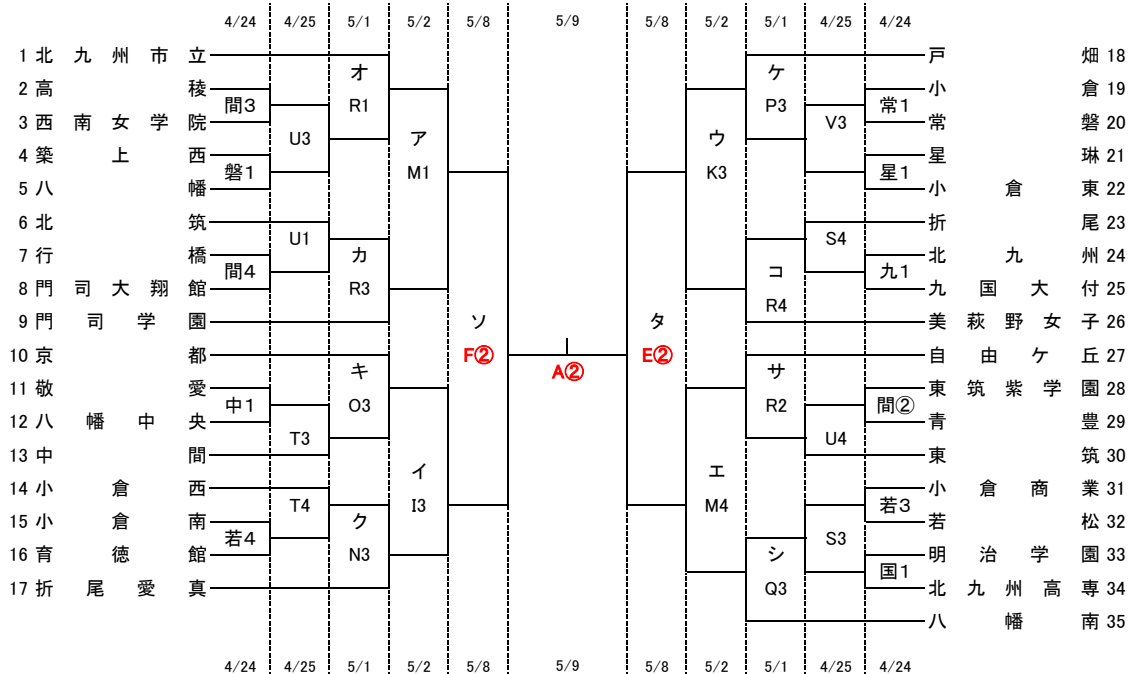 4/24 4/25 5/1 5/2 5/8 5/9 5/8 5/2 5/1 4/25 4/24
1 北九州市立 戸畑 18
オ ケ
2 高稜 小倉 19
間3 R1 P3 常1
3 西南女学院 常磐 20
U3 ア ウ V3
4 築上西 星琳 21
磐1 M1 K3 星1
5 八幡 小倉東 22
6 北筑 折尾 23
U1 S4
7 行橋 北九州 24
間4 カ コ 九1
8 門司大翔館 九国大付 25
R3 R4
9 門司学園 美萩野女子 26
ソ タ
10 京都 自由ケ丘 27
F② A② E②
キ サ
11 敬愛 東筑紫学園 28
中1 O3 R2 間②
12 八幡中央 青豊 29
T3 U4
13 中間 東筑 30
イ エ
14 小倉西 小倉商業 31
T4 I3 M4 若3
15 小倉南 若松 32
若4 ク S3
16 育徳館 明治学園 33
N3 シ 国1
17 折尾愛真 北九州高専 34
Q3
八幡南 35
4/24 4/25 5/1 5/2 5/8 5/9 5/8 5/2 5/1 4/25 4/24